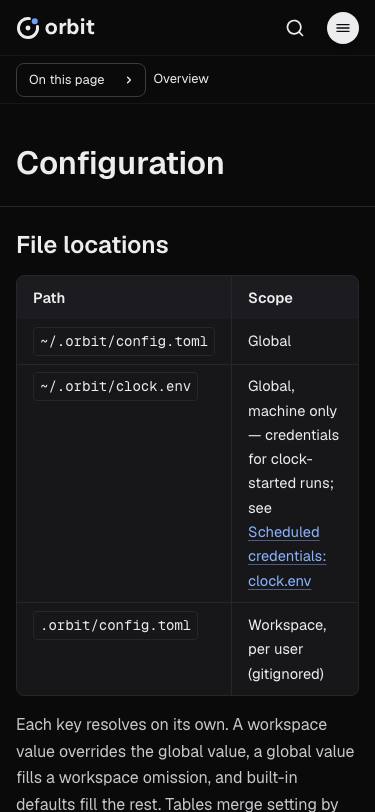 orbit
On this page
Overview
Configuration
File locations
Path Scope
~/.orbit/config.toml Global
~/.orbit/clock.env Global,
machine only
— credentials
for clock-
started runs;
see
Scheduled
credentials:
clock.env
.orbit/config.toml Workspace,
per user
(gitignored)
Each key resolves on its own. A workspace
value overrides the global value, a global value
fills a workspace omission, and built-in
defaults fill the rest. Tables merge setting by